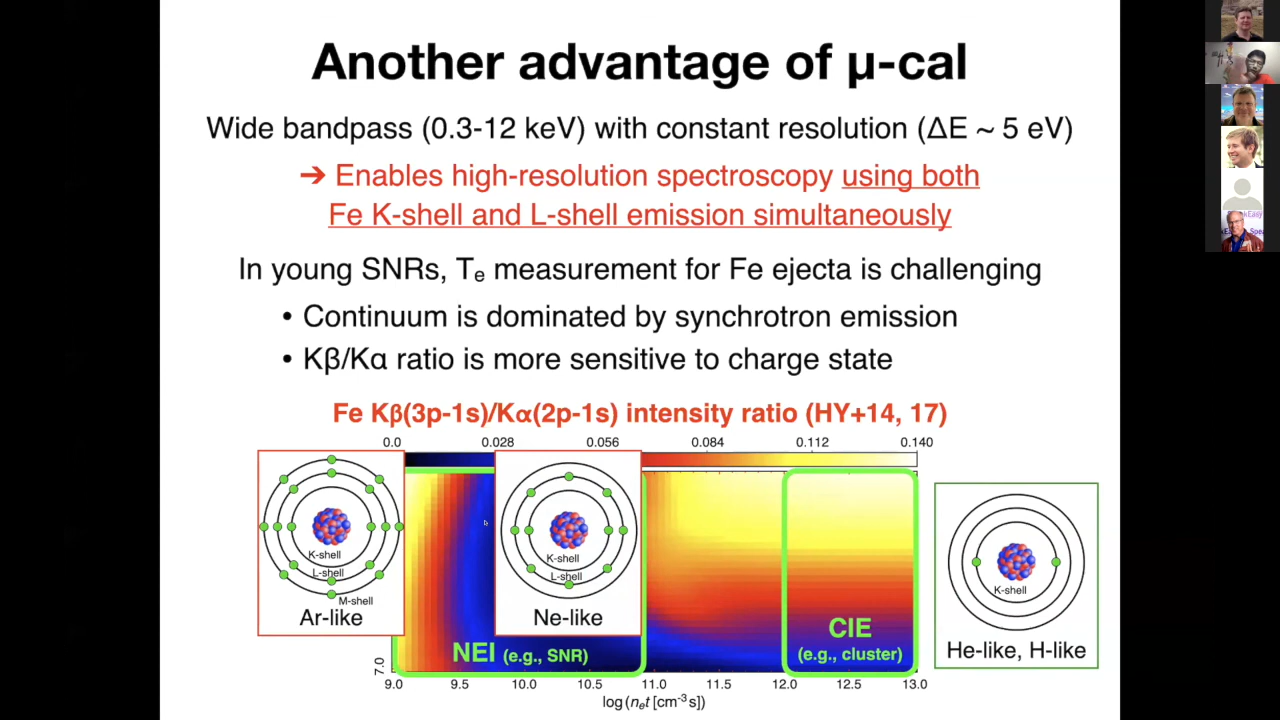 Another advantage of μ-cal
Wide bandpass (0.3-12 keV) with constant resolution (ΔE ~ 5 eV)
➔ Enables high-resolution spectroscopy using both
Fe K-shell and L-shell emission simultaneously
In young SNRs, Te measurement for Fe ejecta is challenging
• Continuum is dominated by synchrotron emission
• Kβ/Kα ratio is more sensitive to charge state
Fe Kβ(3p-1s)/Kα(2p-1s) intensity ratio (HY+14, 17)
0.0 0.028 0.056 0.084 0.112 0.140
K-shell
L-shell
M-shell
Ar-like
K-shell
L-shell
Ne-like
K-shell
He-like, H-like
NEI (e.g., SNR)
CIE
(e.g., cluster)
7.0
9.0 9.5 10.0 10.5 11.0 11.5 12.0 12.5 13.0
log(net [cm-3 s])